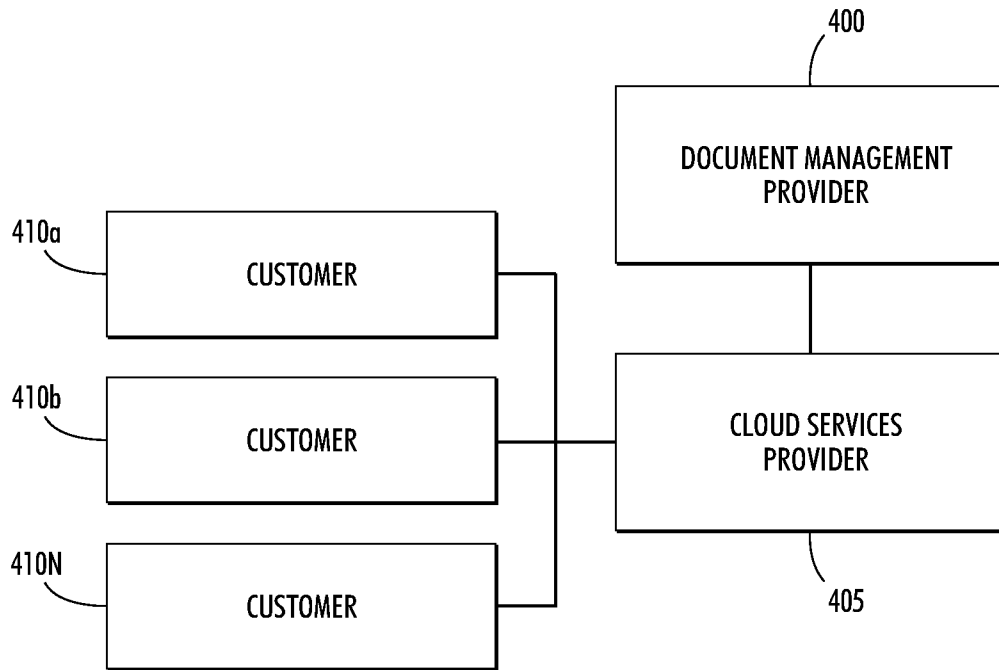 400
DOCUMENT MANAGEMENT
PROVIDER
410a
CUSTOMER
410b
CUSTOMER
CLOUD SERVICES
PROVIDER
410N
CUSTOMER
405